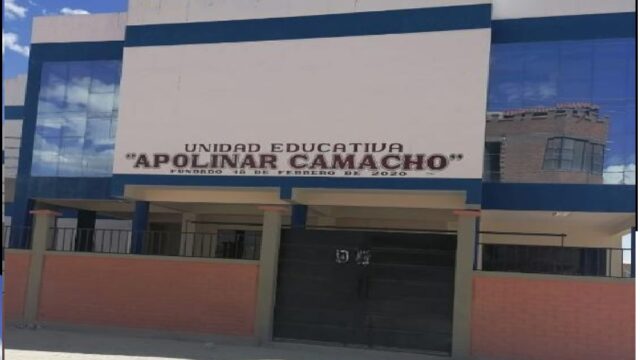 UNIDAD EDUCATIVA
"APOLINAR CAMACHO"
FUNDADO 18 DE FEBRERO DE 2020